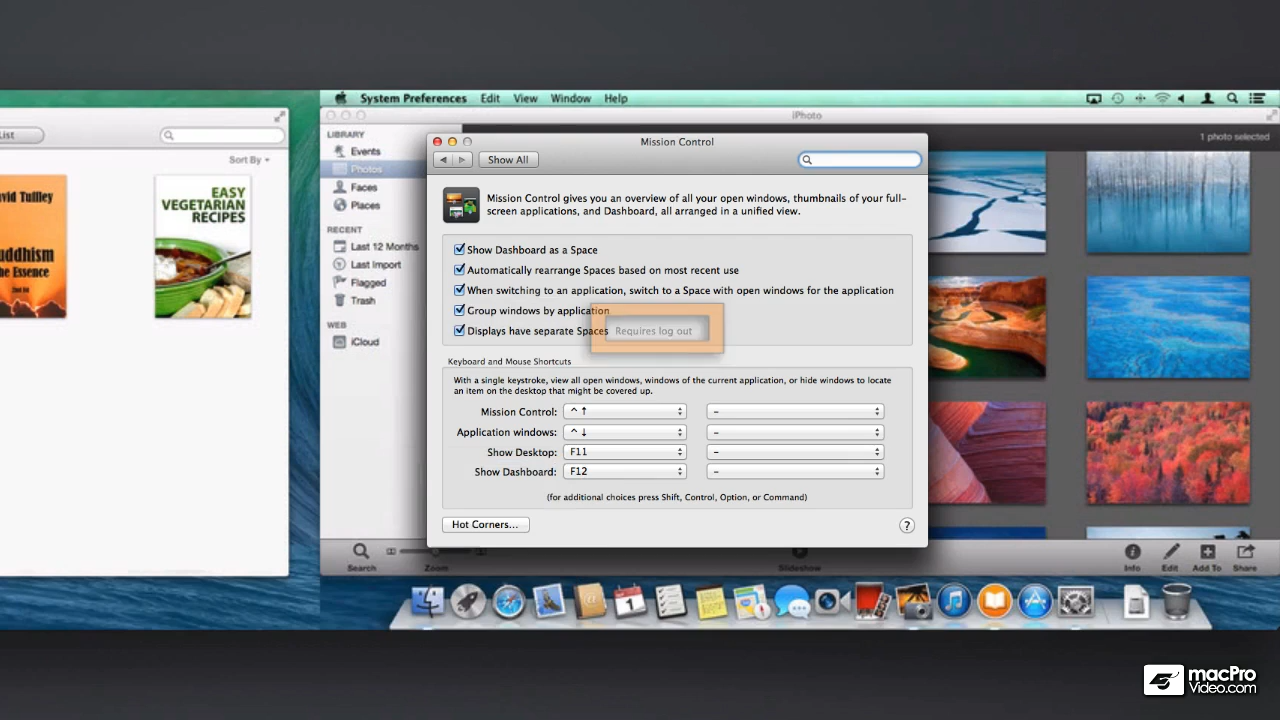 System Preferences Edit View Window Help
iPhoto
List
1 photo selected
Sort By
LIBRARY
Events
Photos
Faces
Places
RECENT
Last 12 Months
Last Import
Flagged
Trash
WEB
iCloud
David Tuffley
Buddhism
the Essence
EASY
VEGETARIAN
RECIPES
Mission Control
Show All
Mission Control gives you an overview of all your open windows, thumbnails of your full-
screen applications, and Dashboard, all arranged in a unified view.
Show Dashboard as a Space
Automatically rearrange Spaces based on most recent use
When switching to an application, switch to a Space with open windows for the application
Group windows by application
Displays have separate Spaces Requires log out
Keyboard and Mouse Shortcuts
With a single keystroke, view all open windows, windows of the current application, or hide windows to locate
an item on the desktop that might be covered up.
Mission Control: ^ ↑ –
Application windows: ^ ↓ –
Show Desktop: F11 –
Show Dashboard: F12 –
(for additional choices press Shift, Control, Option, or Command)
Hot Corners... ?
Search Zoom Slideshow Info Edit Add To Share
1
macPro
Video.com